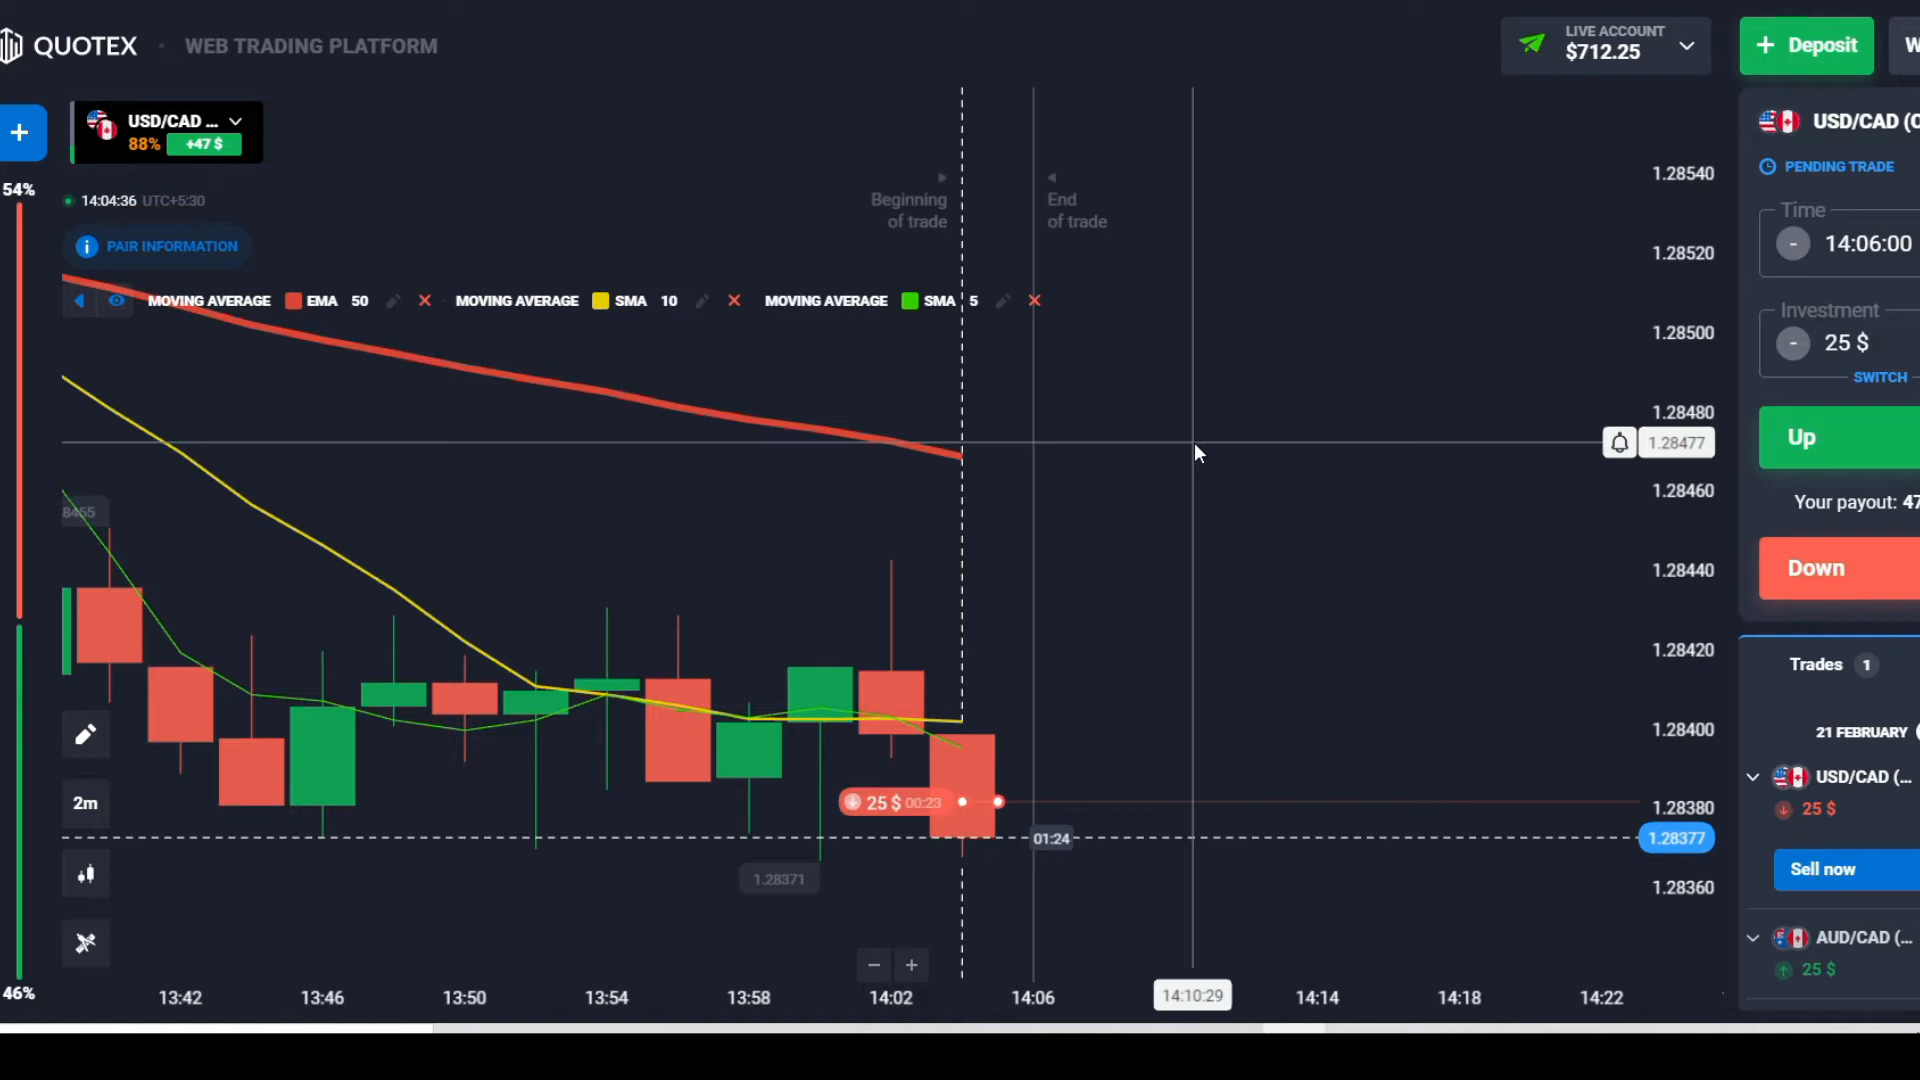 QUOTEX
WEB TRADING PLATFORM
LIVE ACCOUNT
$712.25
+ Deposit
W
+
USD/CAD ...
88% +47 $
54%
14:04:36 UTC+5:30
PAIR INFORMATION
Beginning
of trade
End
of trade
MOVING AVERAGE EMA 50 MOVING AVERAGE SMA 10 MOVING AVERAGE SMA 5
8455
1.28540
1.28520
1.28500
1.28480
1.28477
1.28460
1.28440
1.28420
1.28400
1.28380
1.28377
1.28360
2m
25 $ 00:23
01:24
1.28371
46%
13:42 13:46 13:50 13:54 13:58 14:02 14:06 14:10:29 14:14 14:18 14:22
USD/CAD (O
PENDING TRADE
Time
- 14:06:00
Investment
- 25 $
SWITCH
Up
Your payout: 47
Down
Trades 1
21 FEBRUARY
USD/CAD (...
25 $
Sell now
AUD/CAD (...
25 $